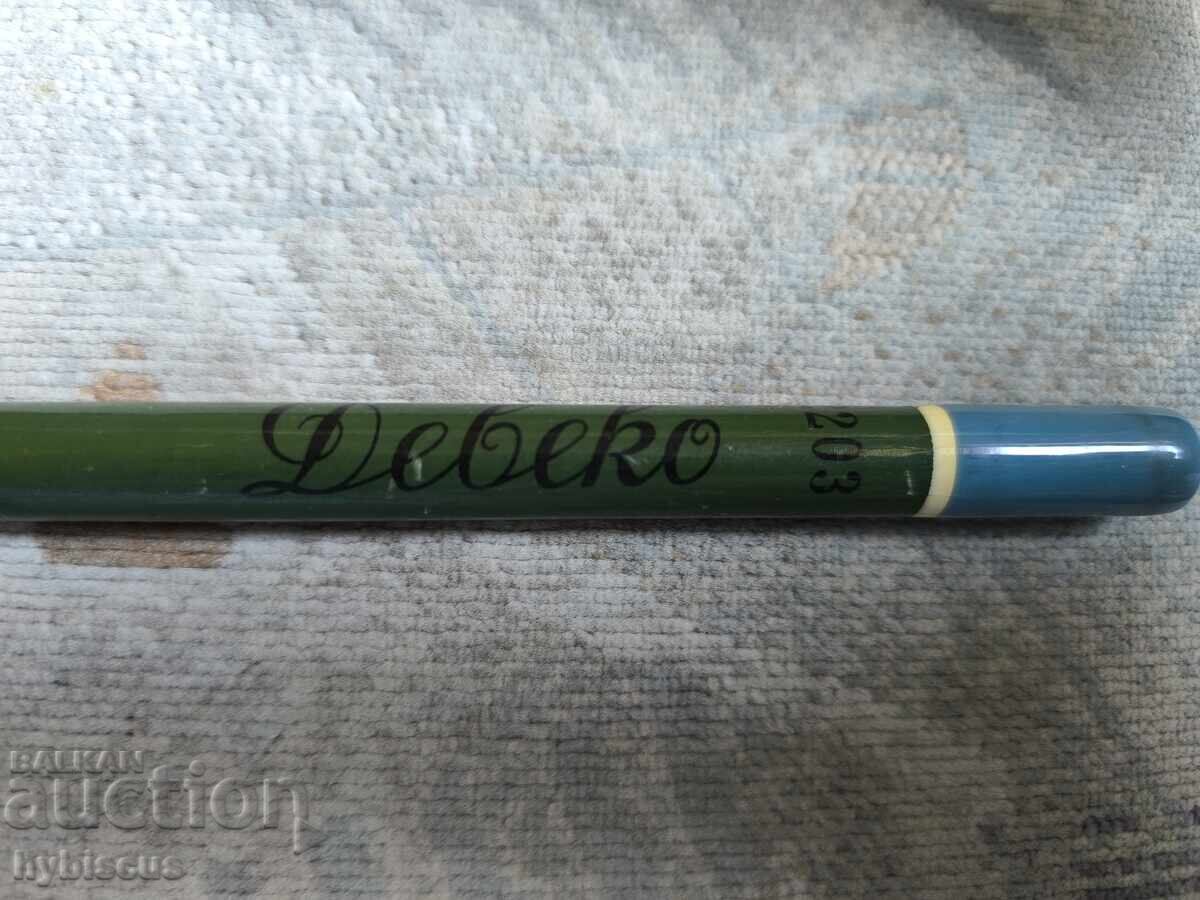 Дебеко
203
BALKAN
auction
hybiscus